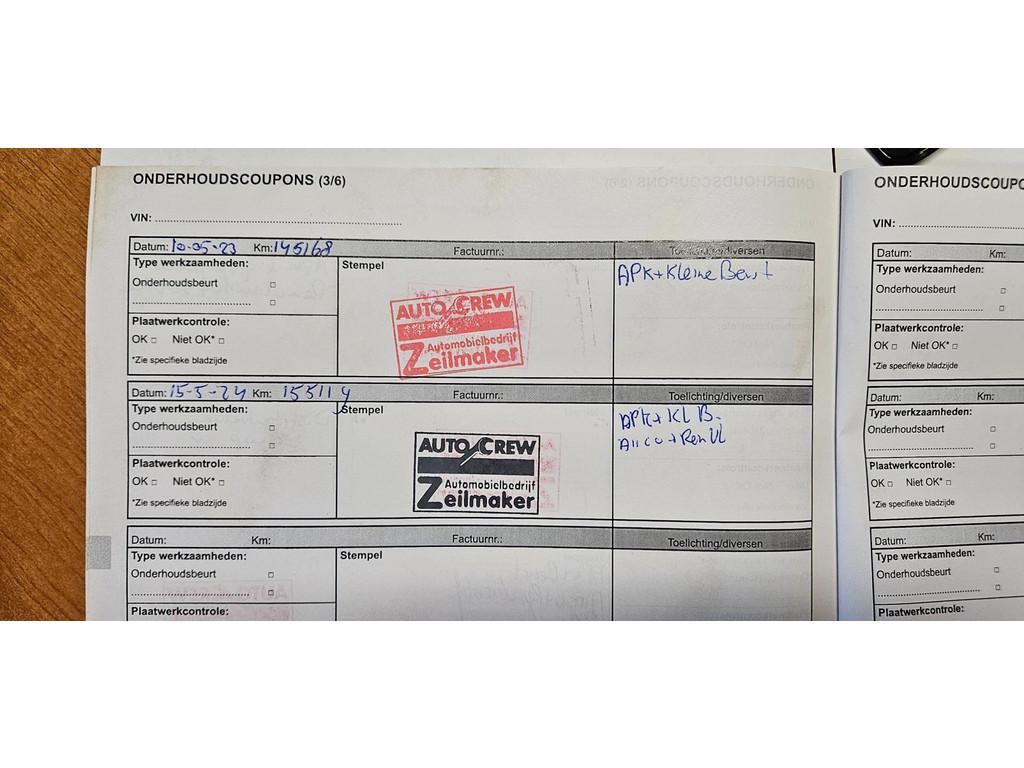 ONDERHOUDSCOUPONS (3/6)
VIN:
Datum: 10-05-23 Km: 145168 Factuurnr.: Toelichting/diversen
Type werkzaamheden:
Stempel
APK + Kleine Beurt
Onderhoudsbeurt
AUTO CREW
Automobielbedrijf
Zeilmaker
Plaatwerkcontrole:
OK Niet OK*
*Zie specifieke bladzijde
Datum: 15-5-24 Km: 155114 Factuurnr.: Toelichting/diversen
Type werkzaamheden:
Stempel
APK + KL B.
Onderhoudsbeurt
AUTO CREW
Automobielbedrijf
Zeilmaker
Plaatwerkcontrole:
OK Niet OK*
*Zie specifieke bladzijde
Datum: Km: Factuurnr.: Toelichting/diversen
Type werkzaamheden:
Stempel
Onderhoudsbeurt
Plaatwerkcontrole:
ONDERHOUDSCOUPO
VIN:
Datum: Km:
Type werkzaamheden:
Onderhoudsbeurt
Plaatwerkcontrole:
OK Niet OK*
*Zie specifieke bladzijde
Datum: Km:
Type werkzaamheden:
Onderhoudsbeurt
Plaatwerkcontrole:
OK Niet OK*
*Zie specifieke bladzijde
Datum: Km:
Type werkzaamheden:
Onderhoudsbeurt
Plaatwerkcontrole: